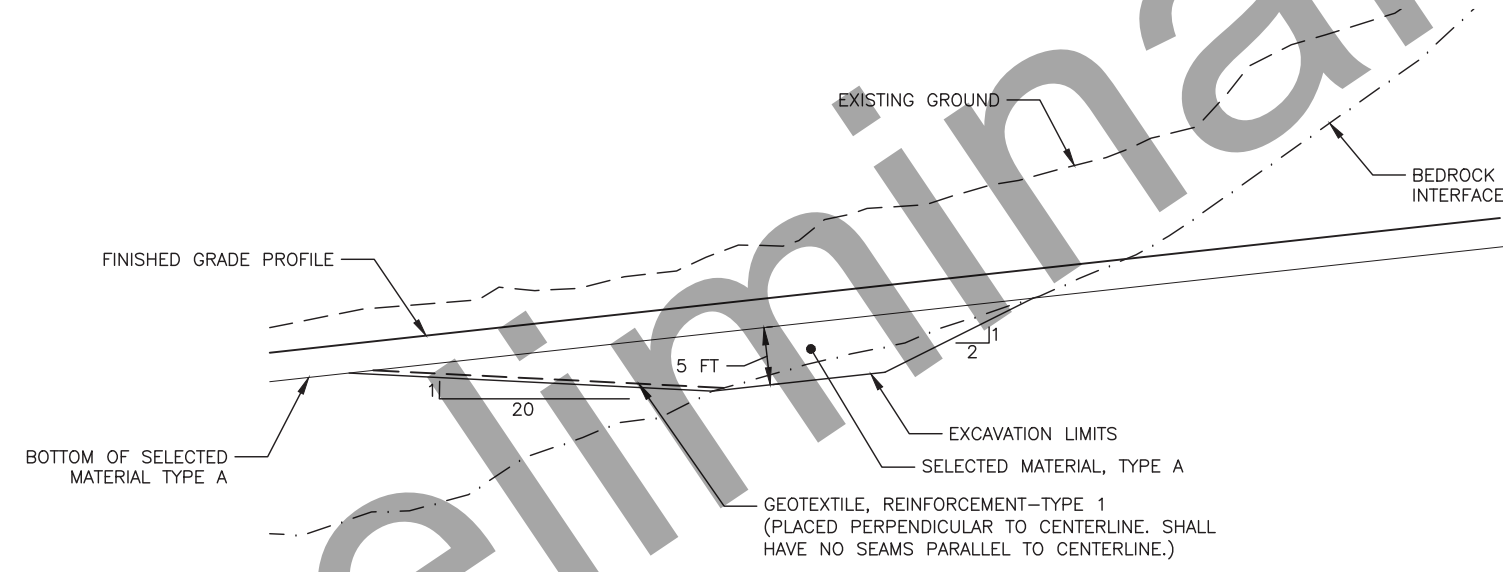 EXISTING GROUND
BEDROCK
INTERFACE
FINISHED GRADE PROFILE
1
2
5 FT
1
20
EXCAVATION LIMITS
BOTTOM OF SELECTED
MATERIAL TYPE A
SELECTED MATERIAL, TYPE A
GEOTEXTILE, REINFORCEMENT-TYPE 1
(PLACED PERPENDICULAR TO CENTERLINE. SHALL
HAVE NO SEAMS PARALLEL TO CENTERLINE.)
elimina